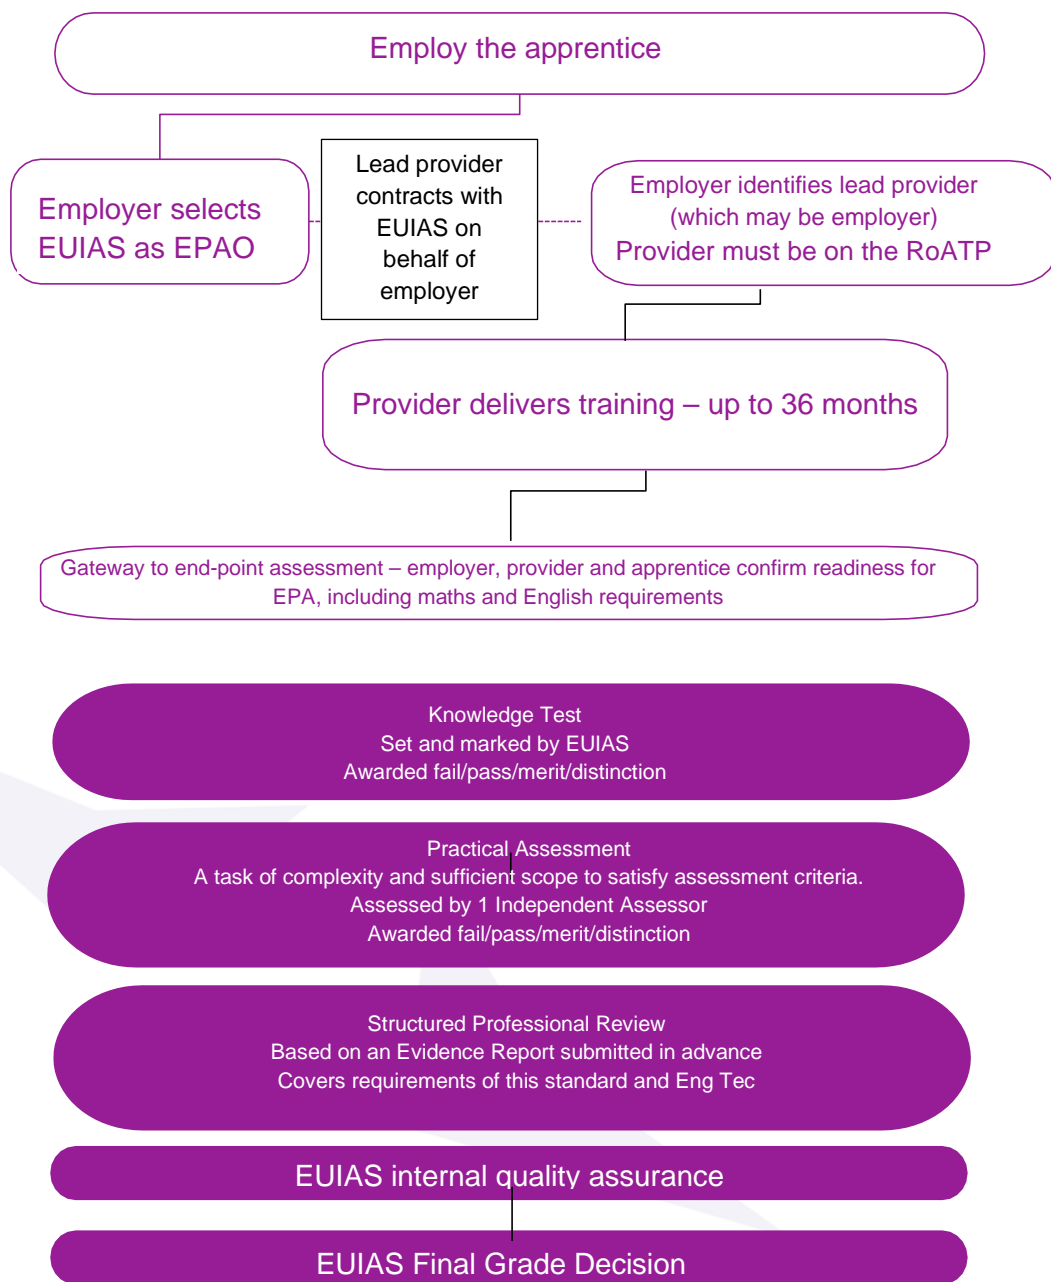 Employ the apprentice
Employer selects
EUIAS as EPAO
Lead provider
contracts with
EUIAS on
behalf of
employer
Employer identifies lead provider
(which may be employer)
Provider must be on the RoATP
Provider delivers training – up to 36 months
Gateway to end-point assessment – employer, provider and apprentice confirm readiness for
EPA, including maths and English requirements
Knowledge Test
Set and marked by EUIAS
Awarded fail/pass/merit/distinction
Practical Assessment
A task of complexity and sufficient scope to satisfy assessment criteria.
Assessed by 1 Independent Assessor
Awarded fail/pass/merit/distinction
Structured Professional Review
Based on an Evidence Report submitted in advance
Covers requirements of this standard and Eng Tec
EUIAS internal quality assurance
EUIAS Final Grade Decision